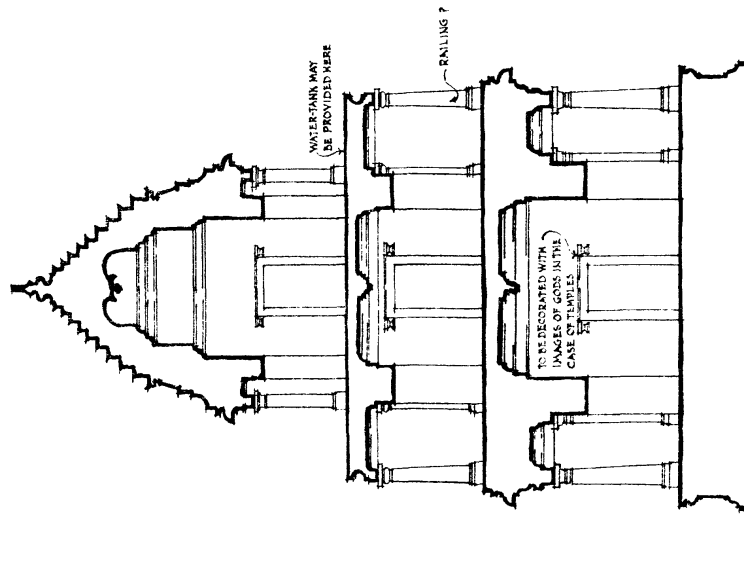 WATER-TANK MAY
BE PROVIDED HERE
RAILING ?
TO BE DECORATED WITH
IMAGES OF GODS IN THE
CASE OF TEMPLES